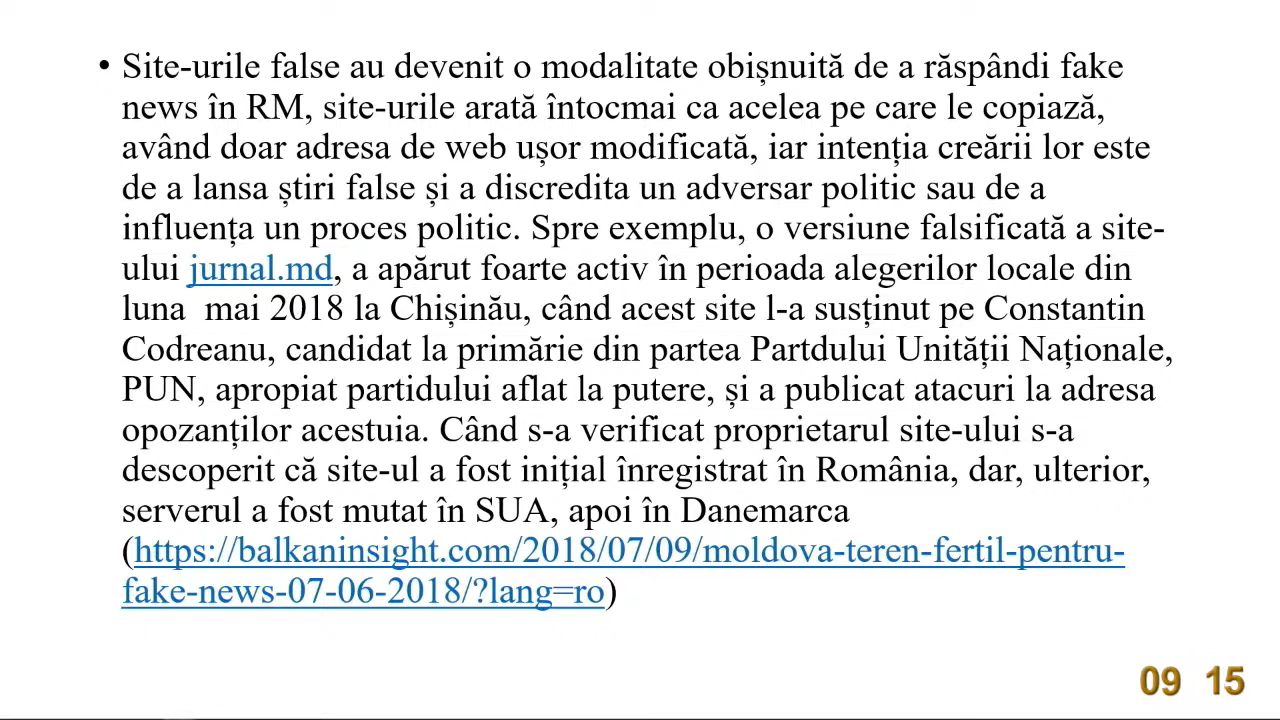 • Site-urile false au devenit o modalitate obișnuită de a răspândi fake
news în RM, site-urile arată întocmai ca acelea pe care le copiază,
având doar adresa de web ușor modificată, iar intenția creării lor este
de a lansa știri false și a discredita un adversar politic sau de a
influența un proces politic. Spre exemplu, o versiune falsificată a site-
ului jurnal.md, a apărut foarte activ în perioada alegerilor locale din
luna  mai 2018 la Chișinău, când acest site l-a susținut pe Constantin
Codreanu, candidat la primărie din partea Partdului Unității Naționale,
PUN, apropiat partidului aflat la putere, și a publicat atacuri la adresa
opozanților acestuia. Când s-a verificat proprietarul site-ului s-a
descoperit că site-ul a fost inițial înregistrat în România, dar, ulterior,
serverul a fost mutat în SUA, apoi în Danemarca
(https://balkaninsight.com/2018/07/09/moldova-teren-fertil-pentru-
fake-news-07-06-2018/?lang=ro)
09 15